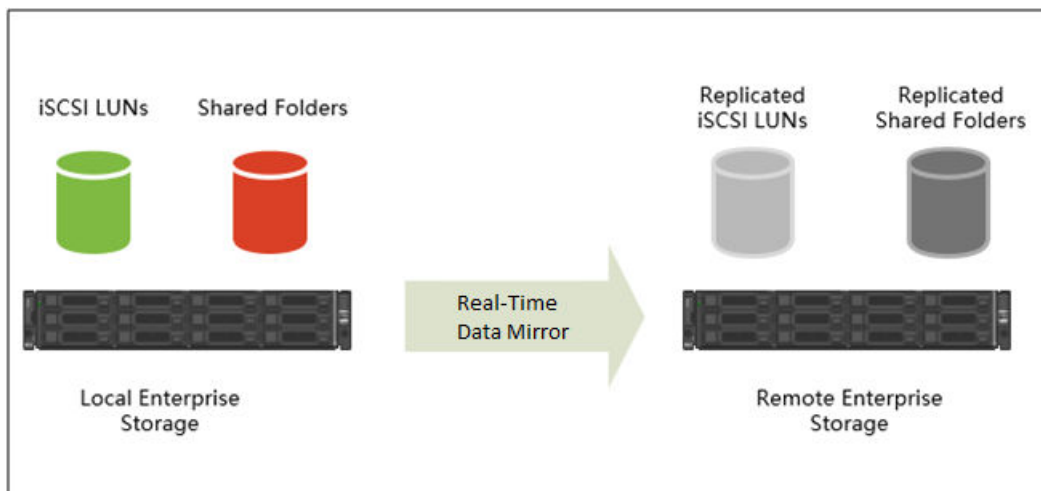 iSCSI LUNs
Shared Folders
Replicated
iSCSI LUNs
Replicated
Shared Folders
Real-Time
Data Mirror
Local Enterprise
Storage
Remote Enterprise
Storage